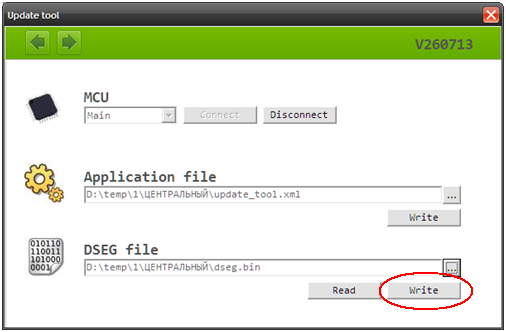 Update tool
V260713
MCU
Main Connect Disconnect
Application file
D:\temp\1\ЦЕНТРАЛЬНЫЙ\update_tool.xml ...
Write
010110
110011
101000
0001
DSEG file
D:\temp\1\ЦЕНТРАЛЬНЫЙ\dseg.bin ...
Read Write